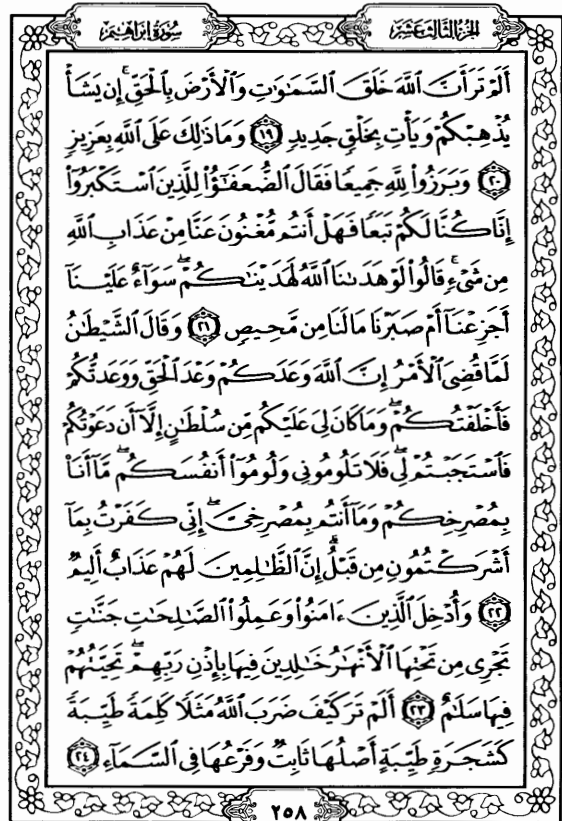 الجزء الثالث عشر
سورة إبراهيم
أَلَمْ تَرَ أَنَّ ٱللَّهَ خَلَقَ ٱلسَّمَٰوَٰتِ وَٱلْأَرْضَ بِٱلْحَقِّ ۚ إِن يَشَأْ
يُذْهِبْكُمْ وَيَأْتِ بِخَلْقٍ جَدِيدٍ ١٩ وَمَا ذَٰلِكَ عَلَى ٱللَّهِ بِعَزِيزٍ
٢٠ وَبَرَزُوا۟ لِلَّهِ جَمِيعًا فَقَالَ ٱلضُّعَفَٰٓؤُا۟ لِلَّذِينَ ٱسْتَكْبَرُوٓا۟
إِنَّا كُنَّا لَكُمْ تَبَعًا فَهَلْ أَنتُم مُّغْنُونَ عَنَّا مِنْ عَذَابِ ٱللَّهِ
مِن شَىْءٍ ۚ قَالُوا۟ لَوْ هَدَىٰنَا ٱللَّهُ لَهَدَيْنَٰكُمْ ۖ سَوَآءٌ عَلَيْنَآ
أَجَزِعْنَآ أَمْ صَبَرْنَا مَا لَنَا مِن مَّحِيصٍ ٢١ وَقَالَ ٱلشَّيْطَٰنُ
لَمَّا قُضِىَ ٱلْأَمْرُ إِنَّ ٱللَّهَ وَعَدَكُمْ وَعْدَ ٱلْحَقِّ وَوَعَدتُّكُمْ
فَأَخْلَفْتُكُمْ ۖ وَمَا كَانَ لِىَ عَلَيْكُم مِّن سُلْطَٰنٍ إِلَّآ أَن دَعَوْتُكُمْ
فَٱسْتَجَبْتُمْ لِى ۖ فَلَا تَلُومُونِى وَلُومُوٓا۟ أَنفُسَكُم ۖ مَّآ أَنَا۠
بِمُصْرِخِكُمْ وَمَآ أَنتُم بِمُصْرِخِىَّ ۖ إِنِّى كَفَرْتُ بِمَآ
أَشْرَكْتُمُونِ مِن قَبْلُ ۗ إِنَّ ٱلظَّٰلِمِينَ لَهُمْ عَذَابٌ أَلِيمٌ
٢٢ وَأُدْخِلَ ٱلَّذِينَ ءَامَنُوا۟ وَعَمِلُوا۟ ٱلصَّٰلِحَٰتِ جَنَّٰتٍ
تَجْرِى مِن تَحْتِهَا ٱلْأَنْهَٰرُ خَٰلِدِينَ فِيهَا بِإِذْنِ رَبِّهِمْ ۖ تَحِيَّتُهُمْ
فِيهَا سَلَٰمٌ ٢٣ أَلَمْ تَرَ كَيْفَ ضَرَبَ ٱللَّهُ مَثَلًا كَلِمَةً طَيِّبَةً
كَشَجَرَةٍ طَيِّبَةٍ أَصْلُهَا ثَابِتٌ وَفَرْعُهَا فِى ٱلسَّمَآءِ ٢٤
٢٥٨